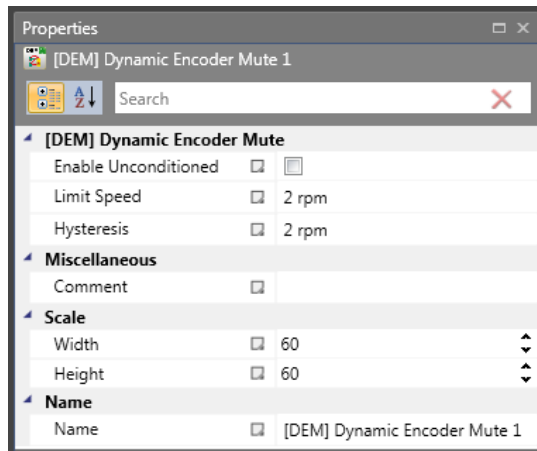 Properties
[DEM] Dynamic Encoder Mute 1
Search
[DEM] Dynamic Encoder Mute
Enable Unconditioned
Limit Speed 2 rpm
Hysteresis 2 rpm
Miscellaneous
Comment
Scale
Width 60
Height 60
Name
Name [DEM] Dynamic Encoder Mute 1